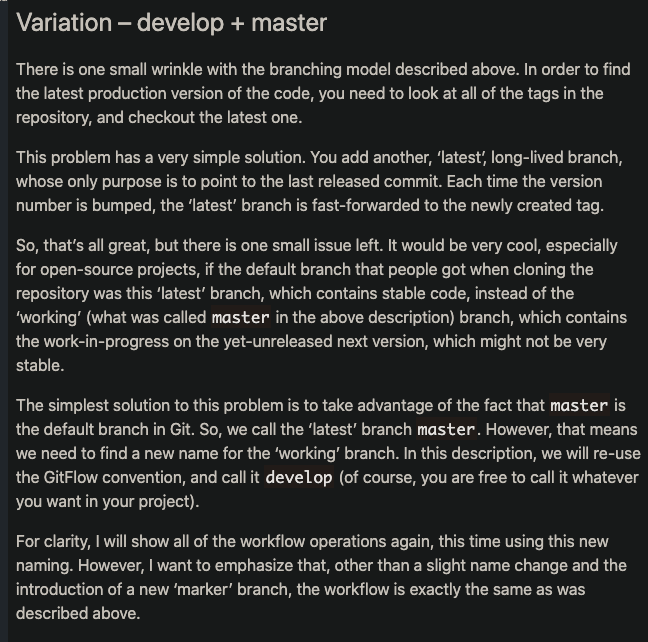 Variation – develop + master
There is one small wrinkle with the branching model described above. In order to find
the latest production version of the code, you need to look at all of the tags in the
repository, and checkout the latest one.
This problem has a very simple solution. You add another, ‘latest’, long-lived branch,
whose only purpose is to point to the last released commit. Each time the version
number is bumped, the ‘latest’ branch is fast-forwarded to the newly created tag.
So, that’s all great, but there is one small issue left. It would be very cool, especially
for open-source projects, if the default branch that people got when cloning the
repository was this ‘latest’ branch, which contains stable code, instead of the
‘working’ (what was called master in the above description) branch, which contains
the work-in-progress on the yet-unreleased next version, which might not be very
stable.
The simplest solution to this problem is to take advantage of the fact that master is
the default branch in Git. So, we call the ‘latest’ branch master. However, that means
we need to find a new name for the ‘working’ branch. In this description, we will re-use
the GitFlow convention, and call it develop (of course, you are free to call it whatever
you want in your project).
For clarity, I will show all of the workflow operations again, this time using this new
naming. However, I want to emphasize that, other than a slight name change and the
introduction of a new ‘marker’ branch, the workflow is exactly the same as was
described above.